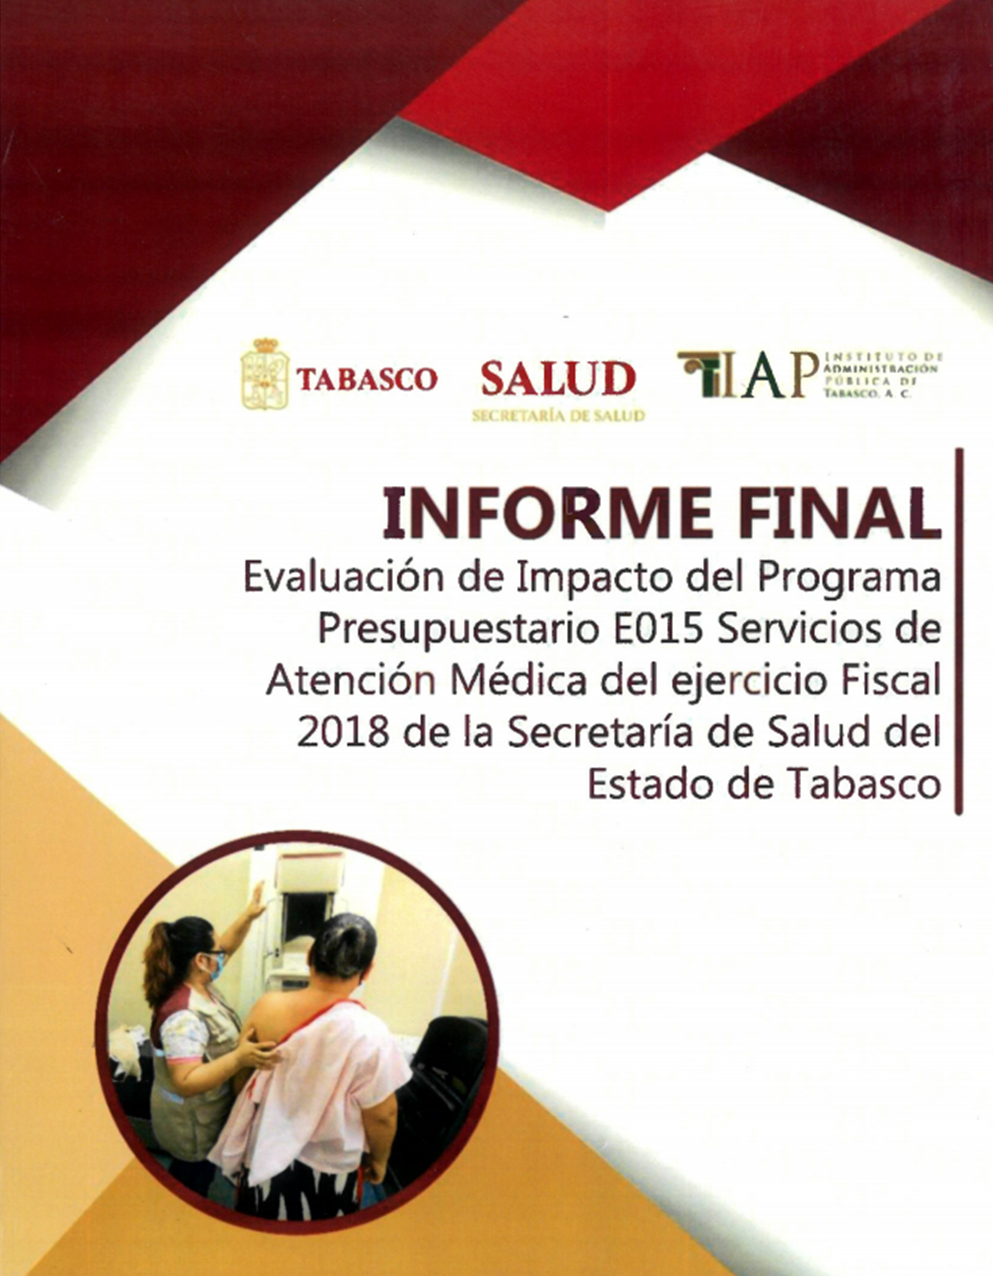 TABASCO
SALUD
SECRETARÍA DE SALUD
IAP
INSTITUTO DE
ADMINISTRACIÓN
PÚBLICA DE
TABASCO, A. C.
INFORME FINAL
Evaluación de Impacto del Programa
Presupuestario E015 Servicios de
Atención Médica del ejercicio Fiscal
2018 de la Secretaría de Salud del
Estado de Tabasco